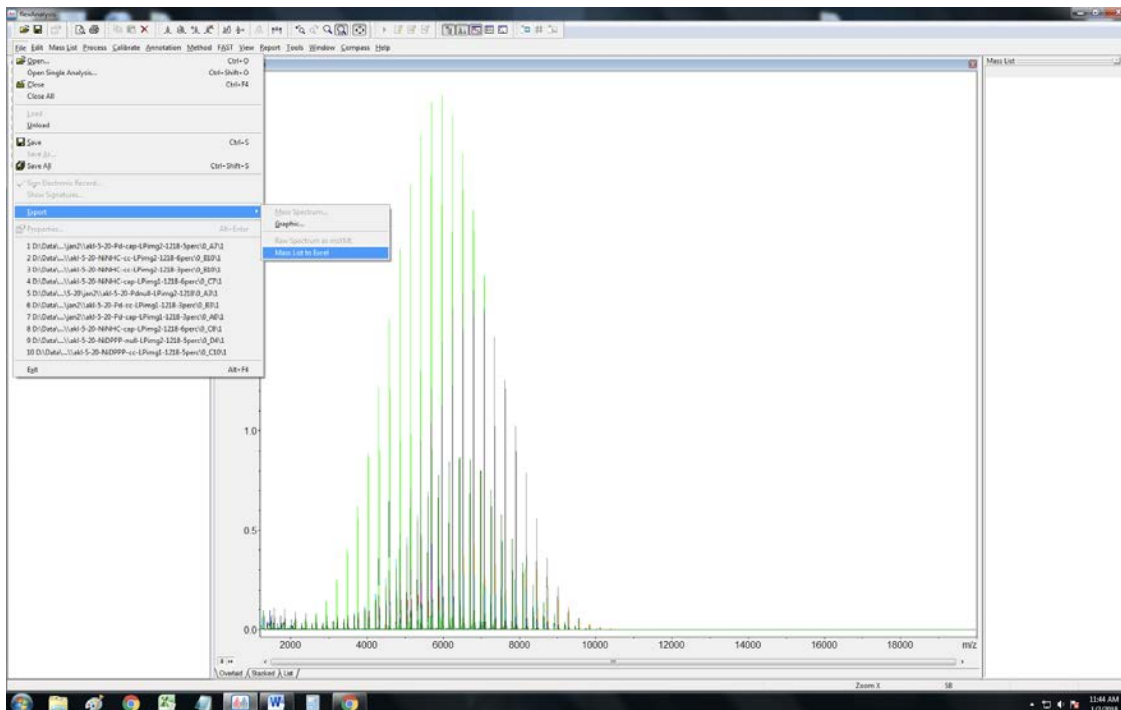 flexAnalysis
File Edit Mass List Process Calibrate Annotation Method FAST View Report Tools Window Compass Help
Open... Ctrl+O
Open Single Analysis... Ctrl+Shift+O
Close Ctrl+F4
Close All
Load
Unload
Save Ctrl+S
Save As...
Save All Ctrl+Shift+S
Sign Electronic Record...
Show Signatures...
Export
Mass Spectrum...
Graphic...
Raw Spectrum as mzXML
Mass List to Excel
Properties... Alt+Enter
1 D:\Data\...\jan2\\akl-5-20-Pd-cap-LPimg2-1218-5perc\0_A7\1
2 D:\Data\...\\akl-5-20-NiNHC-cc-LPimg2-1218-6perc\0_B10\1
3 D:\Data\...\\akl-5-20-NiNHC-cc-LPimg2-1218-3perc\0_B10\1
4 D:\Data\...\\akl-5-20-NiNHC-cap-LPimg1-1218-6perc\0_C7\1
5 D:\Data\...\5-20\jan2\\akl-5-20-Pdnull-LPimg2-1218\0_A3\1
6 D:\Data\...\jan2\\akl-5-20-Pd-cc-LPimg1-1218-3perc\0_B3\1
7 D:\Data\...\jan2\\akl-5-20-Pd-cap-LPimg1-1218-3perc\0_A6\1
8 D:\Data\...\\akl-5-20-NiNHC-cap-LPimg2-1218-6perc\0_C8\1
9 D:\Data\...\\akl-5-20-NiDPPP-null-LPimg2-1218-5perc\0_D4\1
10 D:\Data\...\\akl-5-20-NiDPPP-cc-LPimg1-1218-5perc\0_C10\1
Exit Alt+F4
Mass List
1.0
0.5
0.0
2000 4000 6000 8000 10000 12000 14000 16000 18000 m/z
Overlaid Stacked List
Zoom X SB
11:44 AM